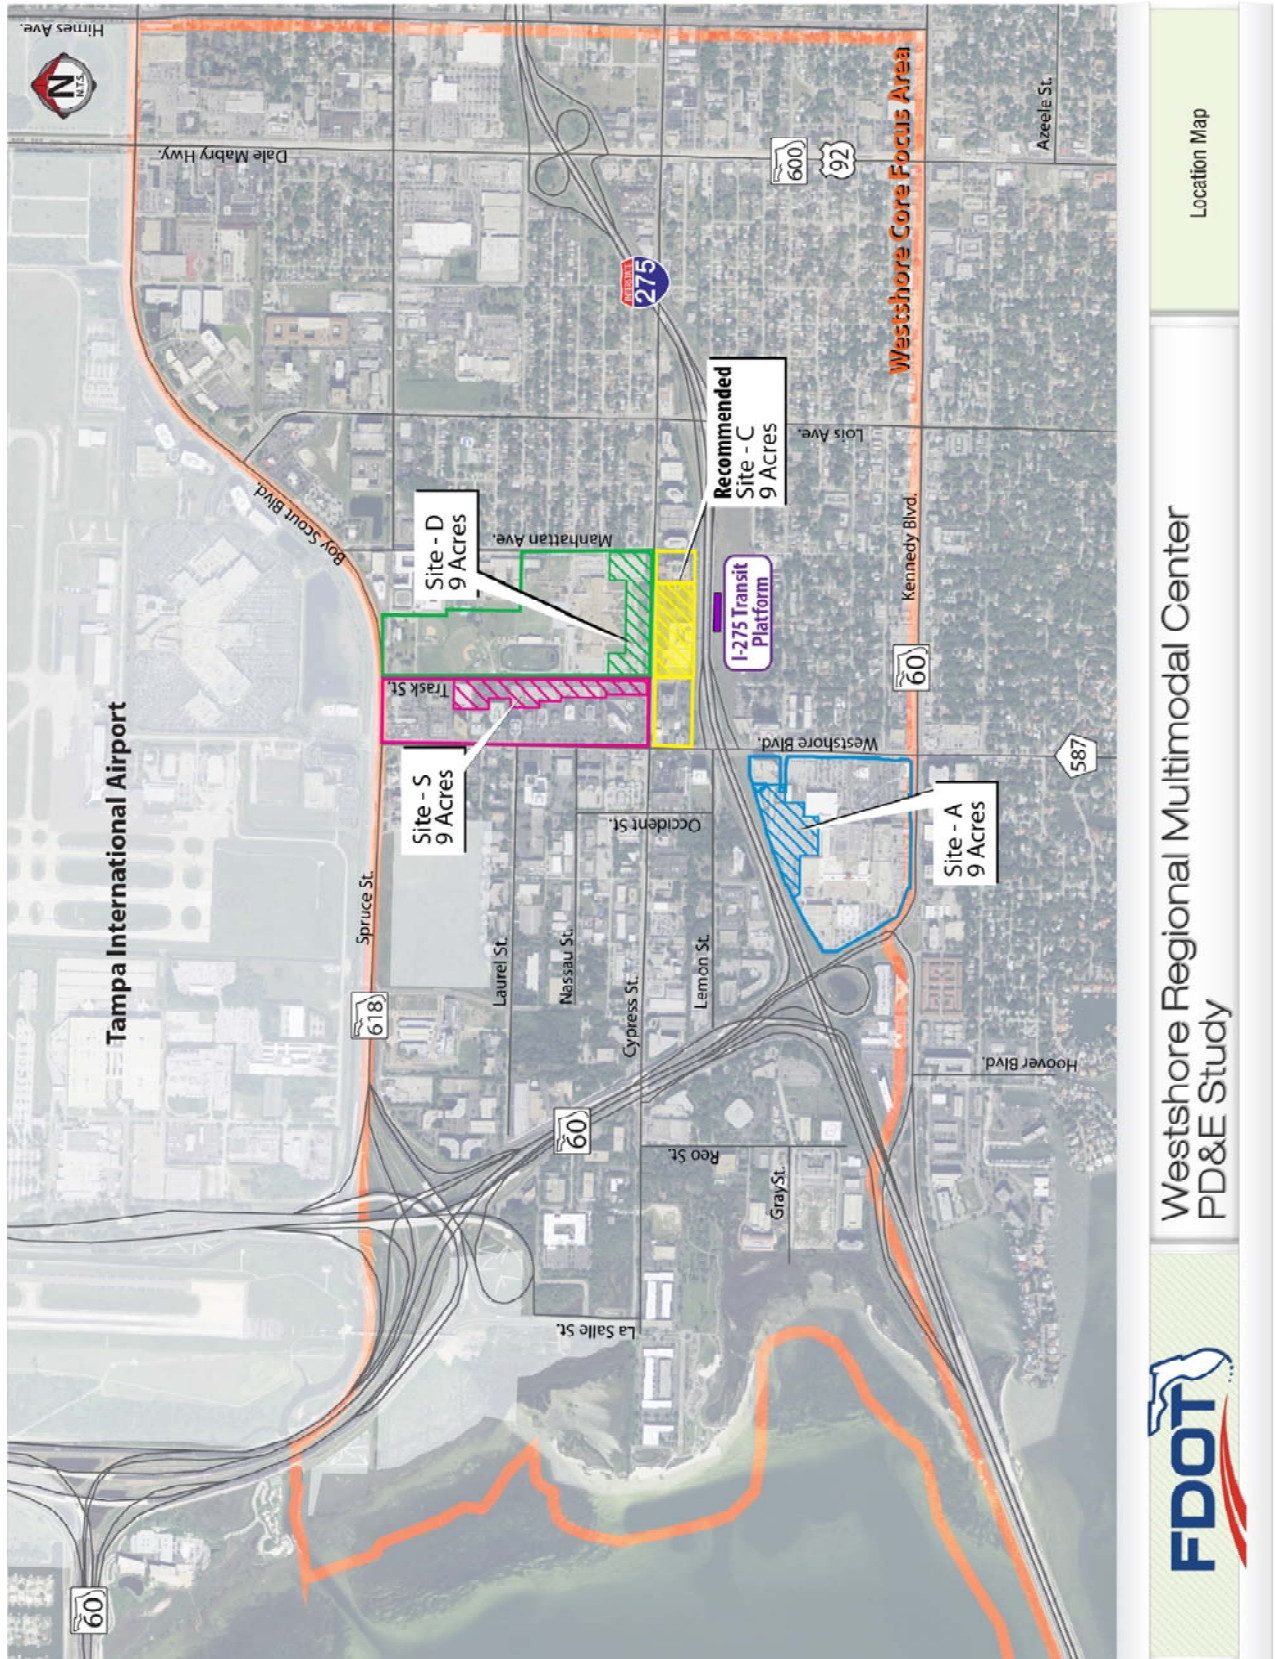 Tampa International Airport
N
N.T.S.
Himes Ave.
Dale Mabry Hwy.
60
618
Spruce St.
Boy Scout Blvd.
Trask St.
Manhattan Ave.
Lois Ave.
Site - S
9 Acres
Site - D
9 Acres
Recommended
Site - C
9 Acres
Site - A
9 Acres
I-275 Transit
Platform
INTERSTATE
275
600
92
Westshore Core Focus Area
Laurel St.
Nassau St.
Cypress St.
Lemon St.
Occident St.
Westshore Blvd.
60
La Salle St.
Reo St.
Gray St.
Hoover Blvd.
60
Kennedy Blvd.
587
Azeele St.
FDOT
Westshore Regional Multimodal Center
PD&E Study
Location Map